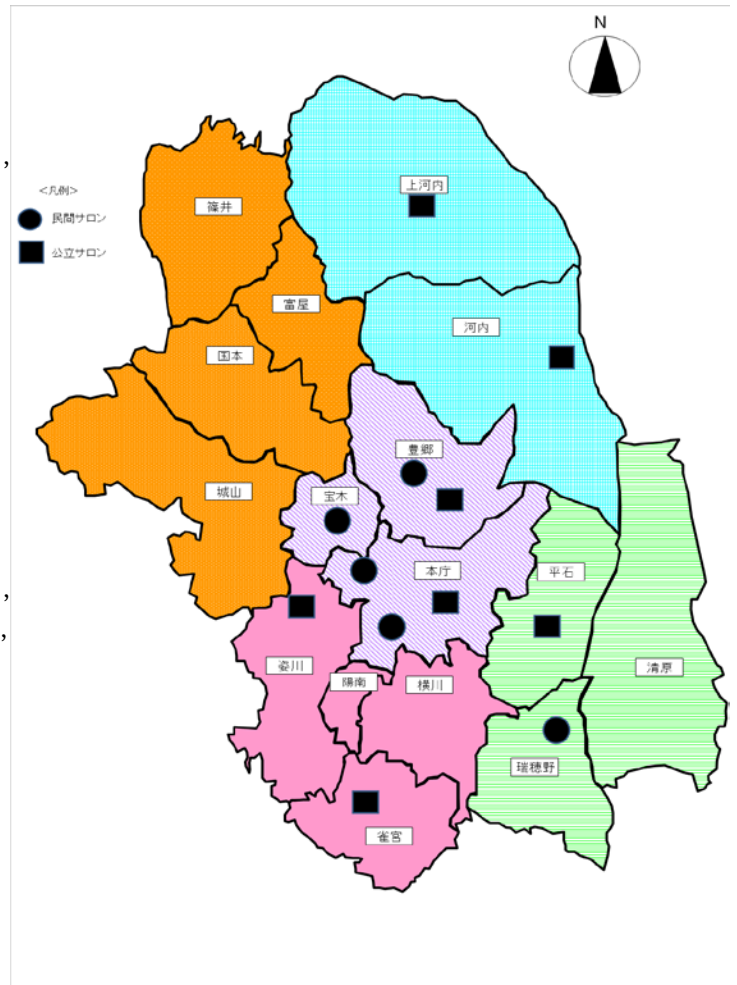 N
,
<凡例>
民間サロン
公立サロン
上河内
篠井
富屋
河内
国本
豊郷
城山
宝木
本庁
平石
,
,
姿川
陽南
横川
清原
瑞穂野
雀宮